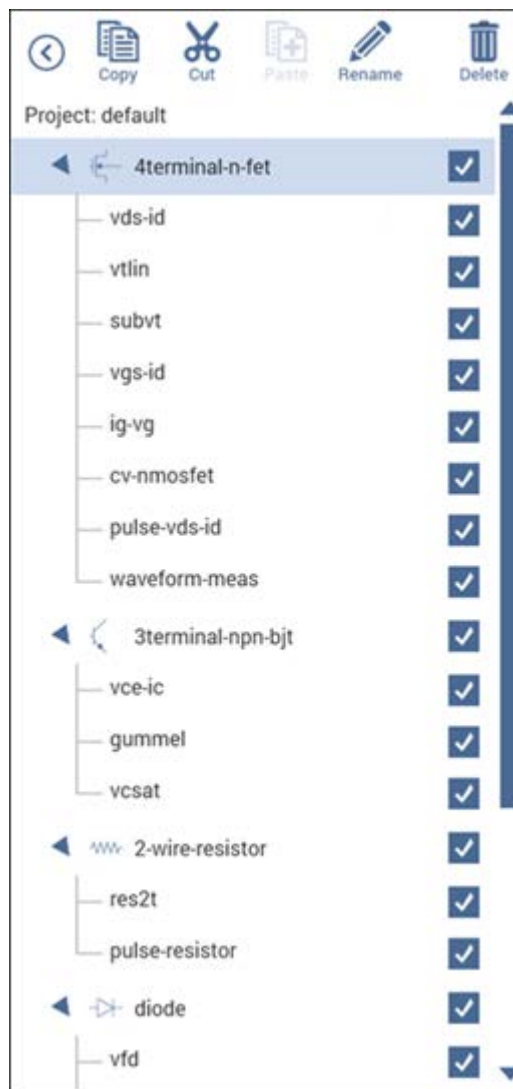 Copy Cut Paste Rename Delete
Project: default
4terminal-n-fet
vds-id
vtlin
subvt
vgs-id
ig-vg
cv-nmosfet
pulse-vds-id
waveform-meas
3terminal-npn-bjt
vce-ic
gummel
vcsat
2-wire-resistor
res2t
pulse-resistor
diode
vfd